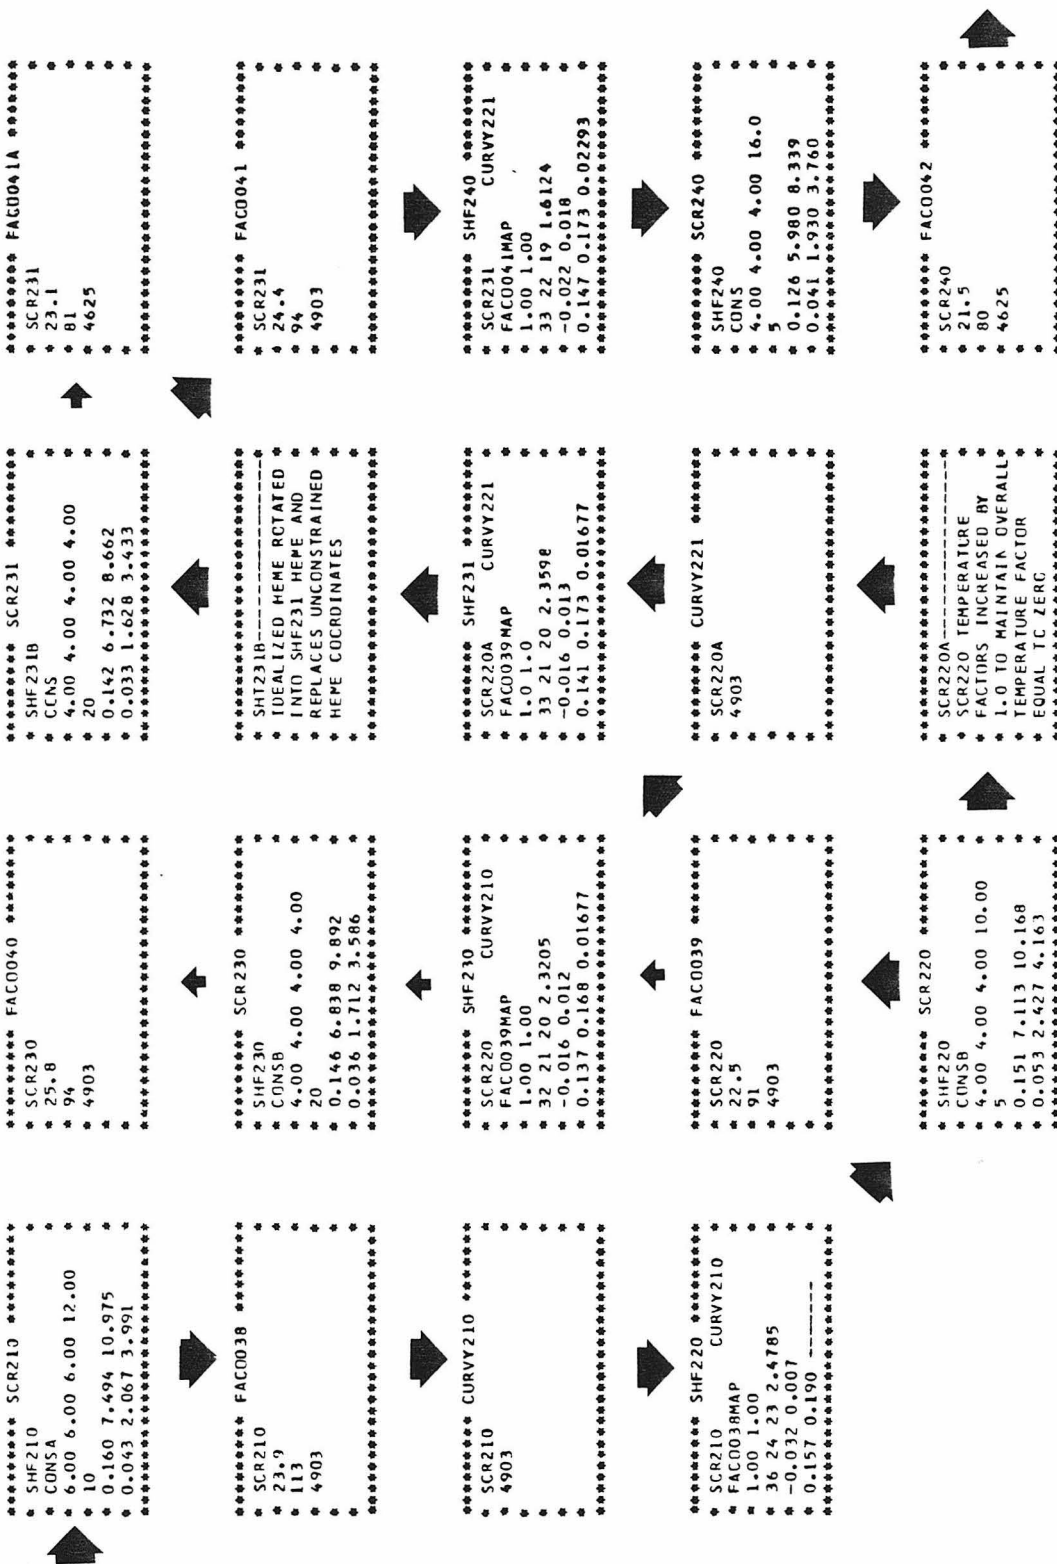 ******** SCR210 ********
* SHF210 *
* CONSA *
* 6.00 6.00 6.00 12.00 *
* 10 *
* 0.160 7.494 10.975 *
* 0.043 2.067 3.991 *
******** FAC0038 *******
* SCR210 *
* 23.9 *
* 113 *
* 4903 *
******** CURVY210 *******
* SCR210 *
* 4903 *
******** SHF220 ********
* SCR210 CURVY210 *
* FAC0038MAP *
* 1.00 1.00 *
* 36 24 23 2.4785 *
* -0.032 0.007 *
* 0.157 0.190 ------- *
******** FAC0040 *******
* SCR230 *
* 25.8 *
* 94 *
* 4903 *
******** SCR230 ********
* SHF230 *
* CONSB *
* 4.00 4.00 4.00 4.00 *
* 20 *
* 0.146 6.838 9.892 *
* 0.036 1.712 3.586 *
******** SHF230 ********
* SCR220 CURVY210 *
* FAC0039MAP *
* 1.00 1.00 *
* 32 21 20 2.3205 *
* -0.016 0.012 *
* 0.137 0.168 0.01677 *
******** FAC0039 *******
* SCR220 *
* 22.5 *
* 91 *
* 4903 *
******** SCR220 ********
* SHF220 *
* CONSB *
* 4.00 4.00 4.00 10.00 *
* 5 *
* 0.151 7.113 10.168 *
* 0.053 2.427 4.163 *
******** SCR231 ********
* SHF231B *
* CCNS *
* 4.00 4.00 4.00 4.00 *
* 20 *
* 0.142 6.732 8.662 *
* 0.033 1.628 3.433 *
* SHT231B----------------*
* IDEALIZED HEME RCTATED *
* INTO SHF231 HEME AND *
* REPLACES UNCONSTRAINED *
* HEME COCRDINATES *
******** SHF231 ********
* SCR220A CURVY221 *
* FAC0039MAP *
* 1.0 1.0 *
* 33 21 20 2.3598 *
* -0.016 0.013 *
* 0.141 0.173 0.01677 *
******** CURVY221 ******
* SCR220A *
* 4903 *
* SCR220A----------------*
* SCR220 TEMPERATURE *
* FACTORS INCREASED BY *
* 1.0 TO MAINTAIN OVERALL*
* TEMPERATURE FACTOR *
* EQUAL TC ZERC *
******** FAC0041A ******
* SCR231 *
* 23.1 *
* 81 *
* 4625 *
******** FAC0041 *******
* SCR231 *
* 24.4 *
* 94 *
* 4903 *
******** SHF240 ********
* SCR231 CURVY221 *
* FAC0041MAP *
* 1.00 1.00 *
* 33 22 19 1.6124 *
* -0.022 0.018 *
* 0.147 0.173 0.02293 *
******** SCR240 ********
* SHF240 *
* CONS *
* 4.00 4.00 4.00 16.0 *
* 5 *
* 0.126 5.980 8.339 *
* 0.041 1.930 3.760 *
******** FAC0042 *******
* SCR240 *
* 21.5 *
* 80 *
* 4625 *